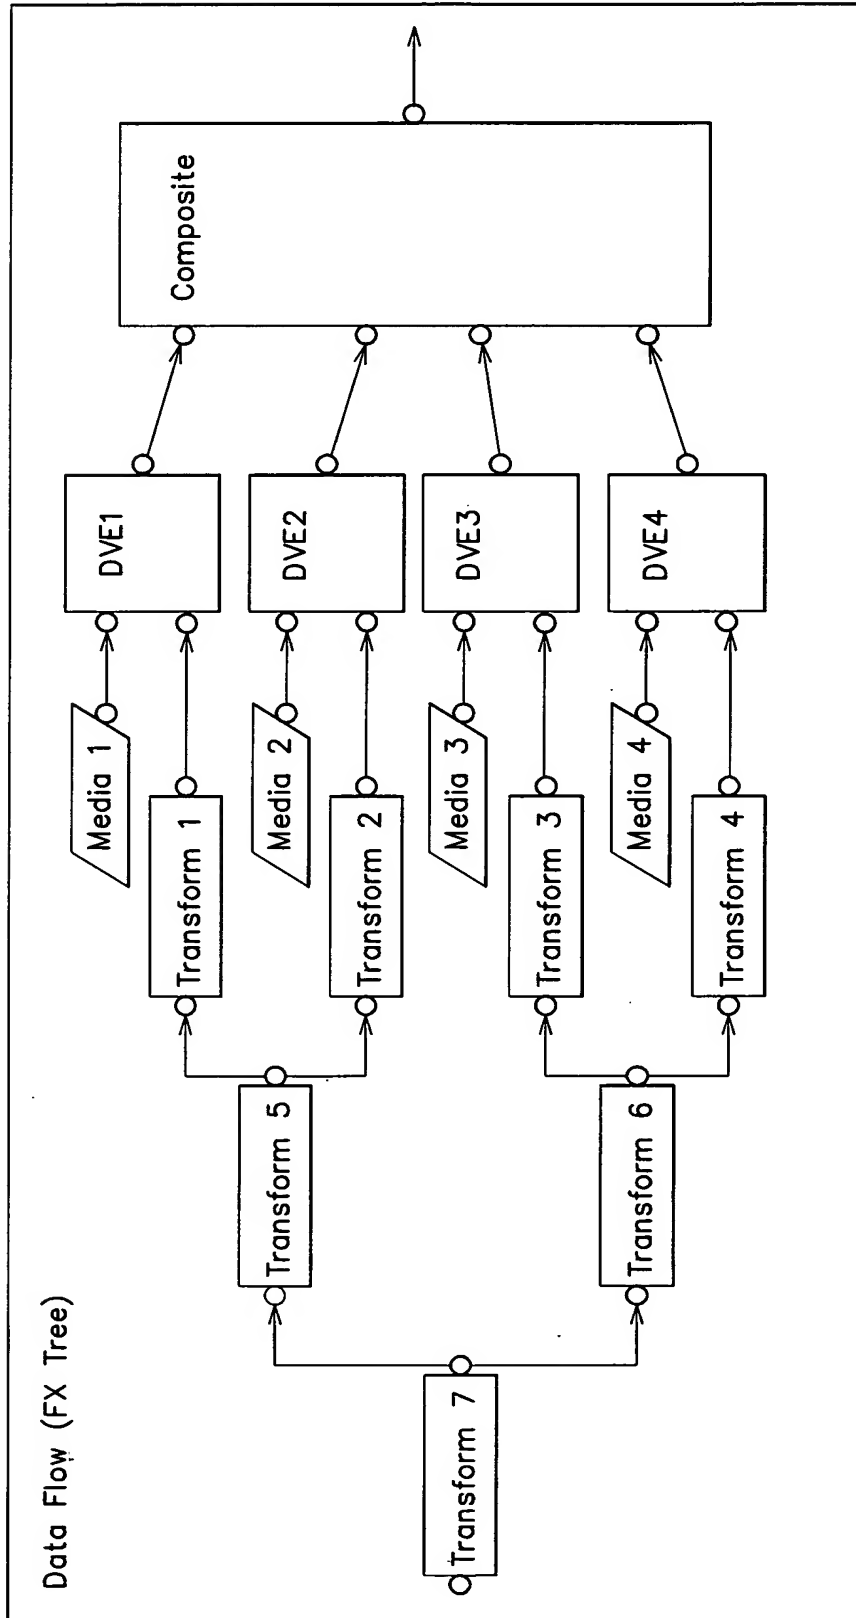 Data Flow (FX Tree)
Transform 7
Transform 5
Transform 6
Transform 1
Transform 2
Transform 3
Transform 4
Media 1
Media 2
Media 3
Media 4
DVE1
DVE2
DVE3
DVE4
Composite